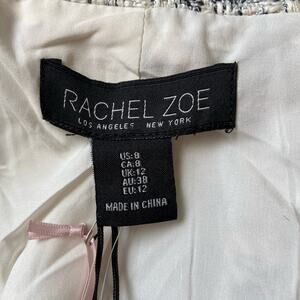 RACHEL ZOE
LOS ANGELES NEW YORK
US:8
CA:8
UK:12
AU:38
EU:12
MADE IN CHINA